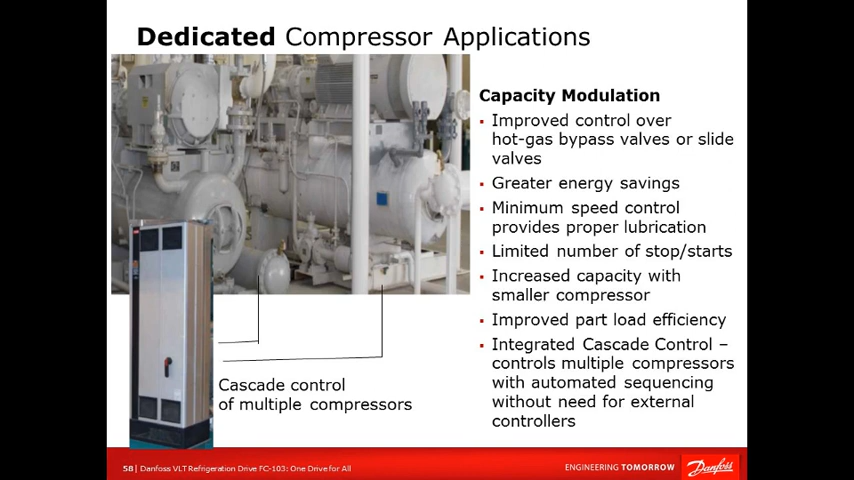 Dedicated Compressor Applications
Capacity Modulation
▪ Improved control over
hot-gas bypass valves or slide
valves
▪ Greater energy savings
▪ Minimum speed control
provides proper lubrication
▪ Limited number of stop/starts
▪ Increased capacity with
smaller compressor
▪ Improved part load efficiency
▪ Integrated Cascade Control –
controls multiple compressors
with automated sequencing
without need for external
controllers
Cascade control
of multiple compressors
58 | Danfoss VLT Refrigeration Drive FC-103: One Drive for All
ENGINEERING TOMORROW
Danfoss